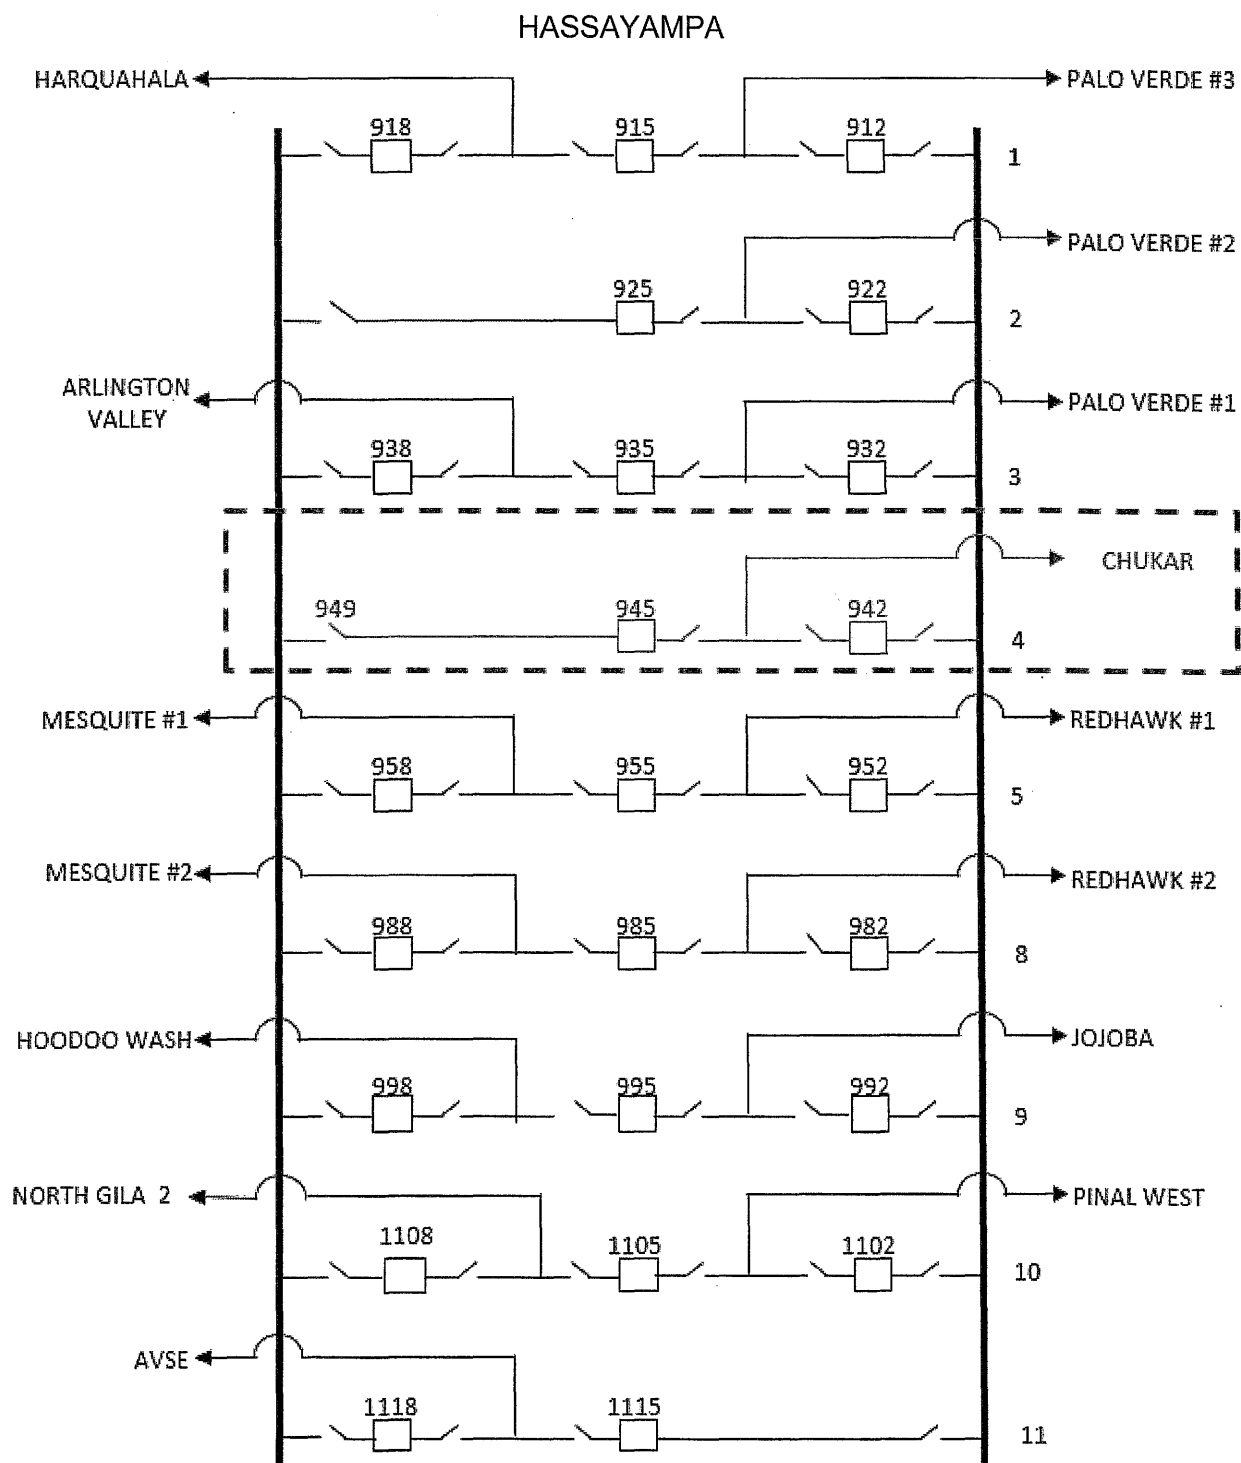 HASSAYAMPA
HARQUAHALA
PALO VERDE #3
918
915
912
1
PALO VERDE #2
925
922
2
ARLINGTON
VALLEY
PALO VERDE #1
938
935
932
3
CHUKAR
949
945
942
4
MESQUITE #1
REDHAWK #1
958
955
952
5
MESQUITE #2
REDHAWK #2
988
985
982
8
HOODOO WASH
JOJOBA
998
995
992
9
NORTH GILA 2
PINAL WEST
1108
1105
1102
10
AVSE
1118
1115
11